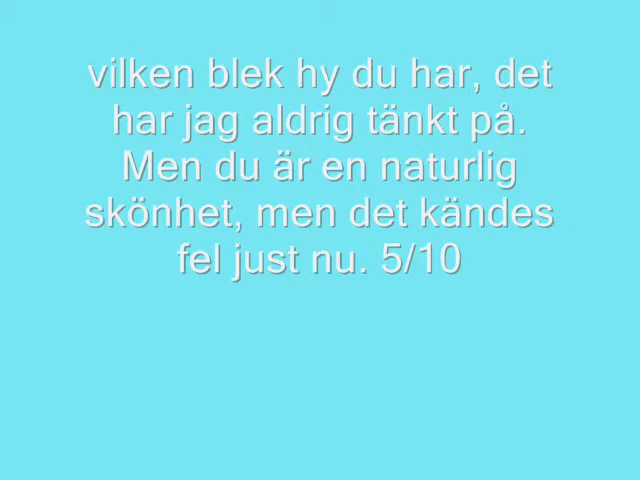 vilken blek hy du har, det
har jag aldrig tänkt på.
Men du är en naturlig
skönhet, men det kändes
fel just nu. 5/10